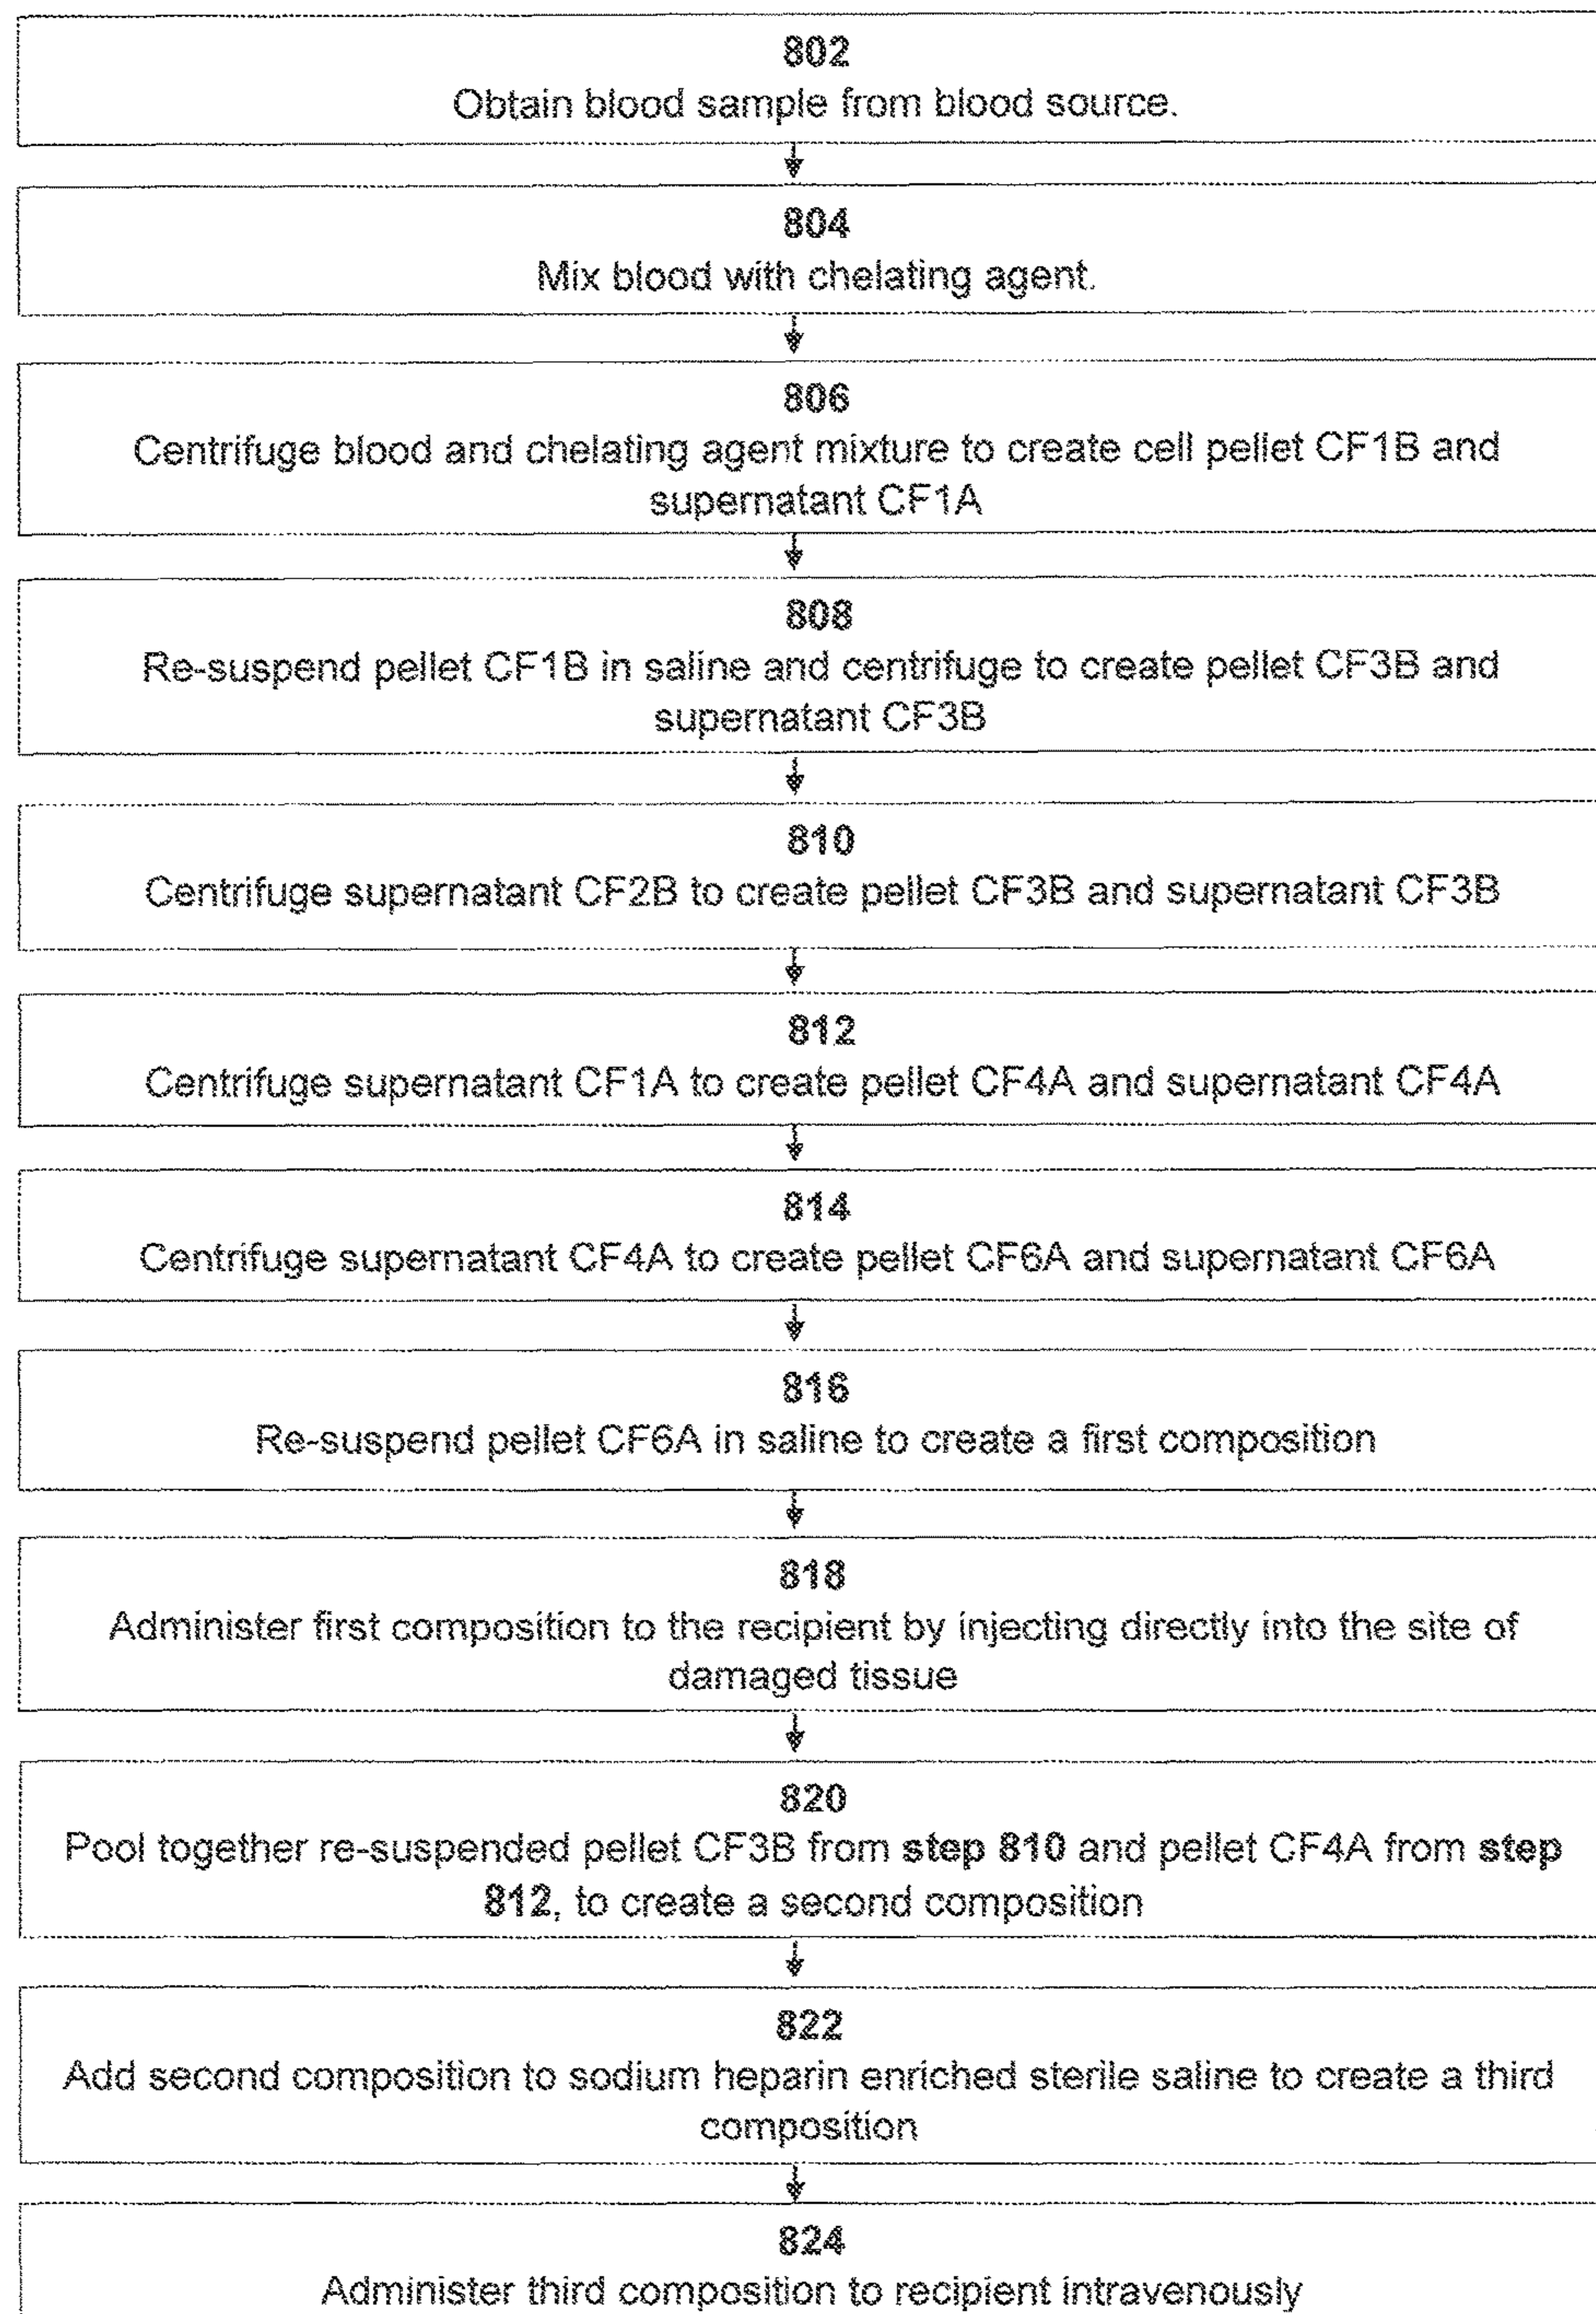 802
Obtain blood sample from blood source.
804
Mix blood with chelating agent.
806
Centrifuge blood and chelating agent mixture to create cell pellet CF1B and
supernatant CF1A
808
Re-suspend pellet CF1B in saline and centrifuge to create pellet CF3B and
supernatant CF3B
810
Centrifuge supernatant CF2B to create pellet CF3B and supernatant CF3B
812
Centrifuge supernatant CF1A to create pellet CF4A and supernatant CF4A
814
Centrifuge supernatant CF4A to create pellet CF6A and supernatant CF6A
816
Re-suspend pellet CF6A in saline to create a first composition
818
Administer first composition to the recipient by injecting directly into the site of
damaged tissue
820
Pool together re-suspended pellet CF3B from step 810 and pellet CF4A from step
812, to create a second composition
822
Add second composition to sodium heparin enriched sterile saline to create a third
composition
824
Administer third composition to recipient intravenously